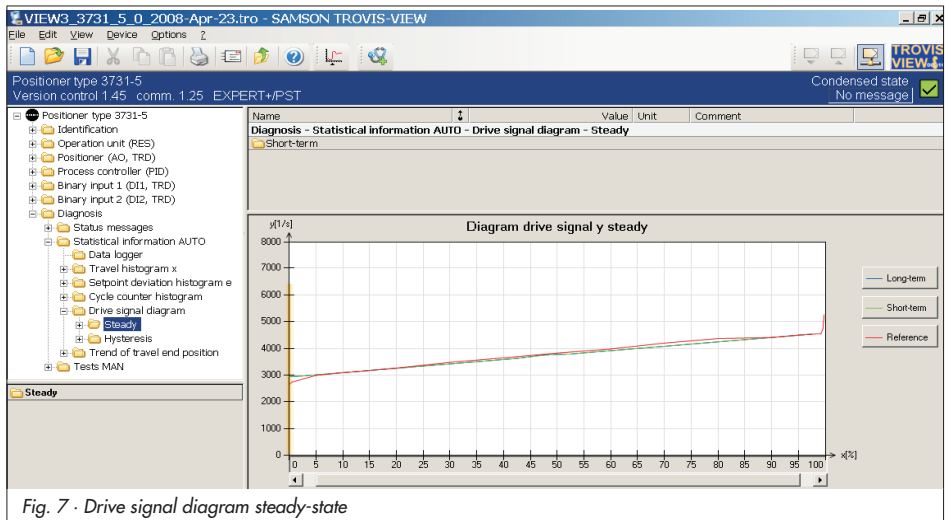 VIEW3_3731_5_0_2008-Apr-23.tro - SAMSON TROVIS-VIEW
File Edit View Device Options ?
TROVIS
VIEW
Positioner type 3731-5
Version control 1.45 comm. 1.25 EXPERT+/PST
Condensed state
No message
Positioner type 3731-5
Identification
Operation unit (RES)
Positioner (AO, TRD)
Process controller (PID)
Binary input 1 (DI1, TRD)
Binary input 2 (DI2, TRD)
Diagnosis
Status messages
Statistical information AUTO
Data logger
Travel histogram x
Setpoint deviation histogram e
Cycle counter histogram
Drive signal diagram
Steady
Hysteresis
Trend of travel end position
Tests MAN
Steady
Name Value Unit Comment
Diagnosis - Statistical information AUTO - Drive signal diagram - Steady
Short-term
y[1/s]
Diagram drive signal y steady
8000
7000
6000
5000
4000
3000
2000
1000
0
0 5 10 15 20 25 30 35 40 45 50 55 60 65 70 75 80 85 90 95 100
x[%]
Long-term
Short-term
Reference
Fig. 7 · Drive signal diagram steady-state